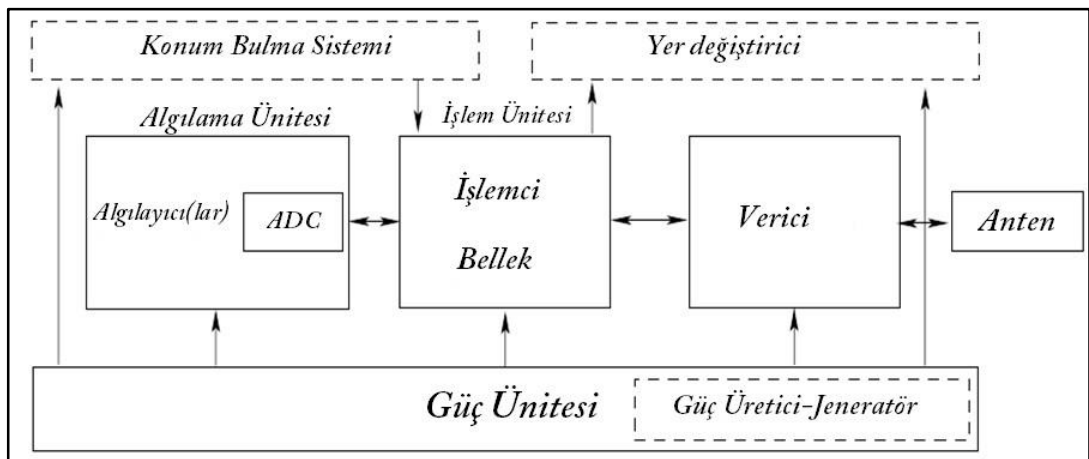 Konum Bulma Sistemi
Yer değiştirici
Algılama Ünitesi
İşlem Ünitesi
Algılayıcı(lar)
ADC
İşlemci
Bellek
Verici
Anten
Güç Ünitesi
Güç Üretici-Jeneratör